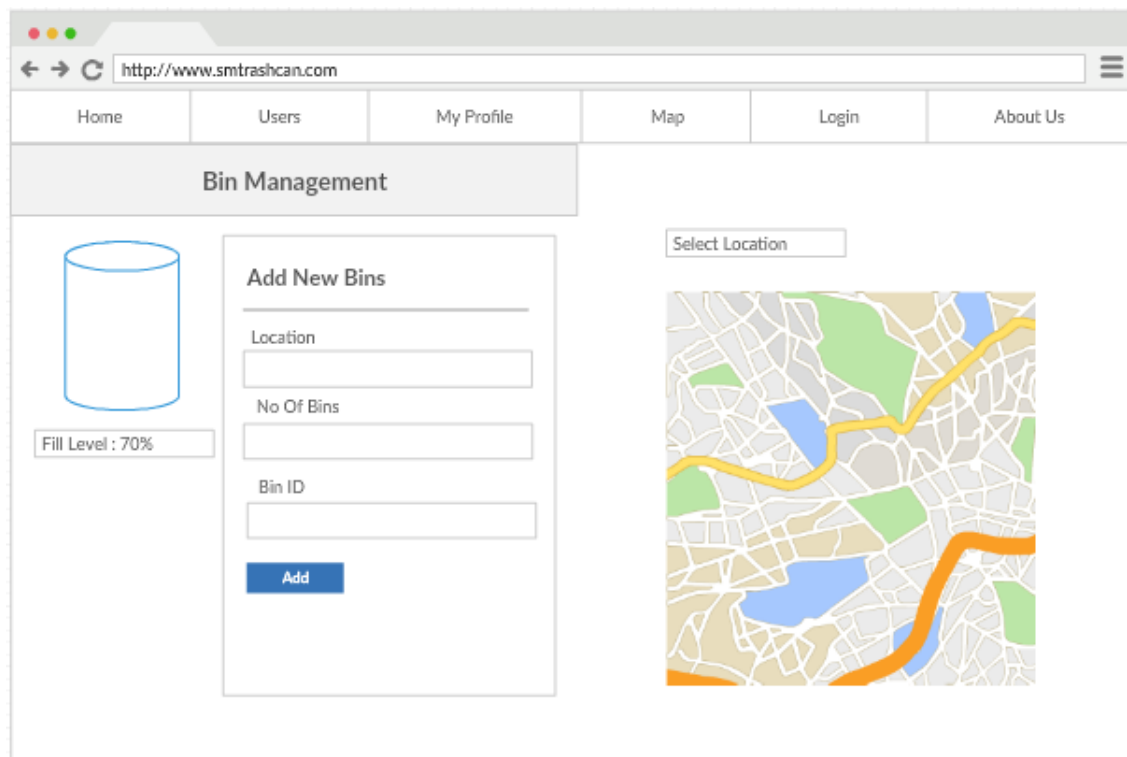 http://www.smtrashcan.com
Home Users My Profile Map Login About Us
Bin Management
Select Location
Add New Bins
Location
No Of Bins
Fill Level : 70%
Bin ID
Add